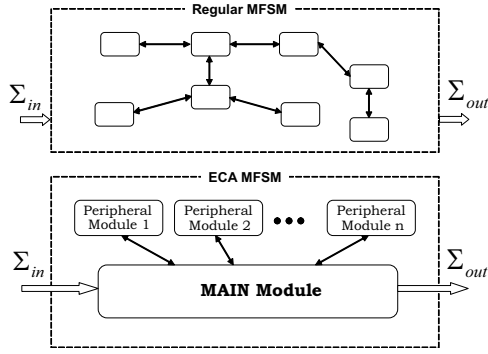 Regular MFSM
Σin
Σout
ECA MFSM
Peripheral
Module 1
Peripheral
Module 2
•••
Peripheral
Module n
Σin
Σout
MAIN Module